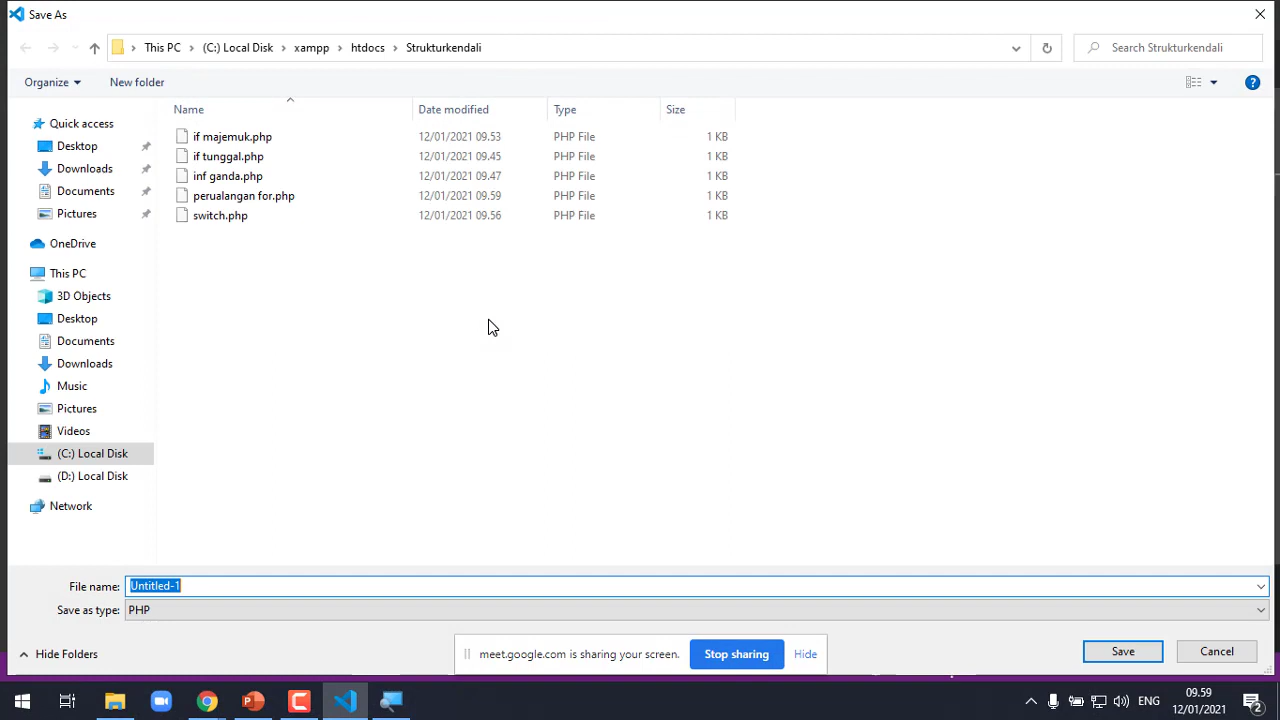 Save As
This PC (C:) Local Disk xampp htdocs Strukturkendali
Search Strukturkendali
Organize New folder
Name Date modified Type Size
Quick access
Desktop
Downloads
Documents
Pictures
OneDrive
This PC
3D Objects
Desktop
Documents
Downloads
Music
Pictures
Videos
(C:) Local Disk
(D:) Local Disk
Network
if majemuk.php 12/01/2021 09.53 PHP File 1 KB
if tunggal.php 12/01/2021 09.45 PHP File 1 KB
inf ganda.php 12/01/2021 09.47 PHP File 1 KB
perualangan for.php 12/01/2021 09.59 PHP File 1 KB
switch.php 12/01/2021 09.56 PHP File 1 KB
File name: Untitled-1
Save as type: PHP
Hide Folders
meet.google.com is sharing your screen. Stop sharing Hide
Save Cancel
ENG
09.59
12/01/2021
2